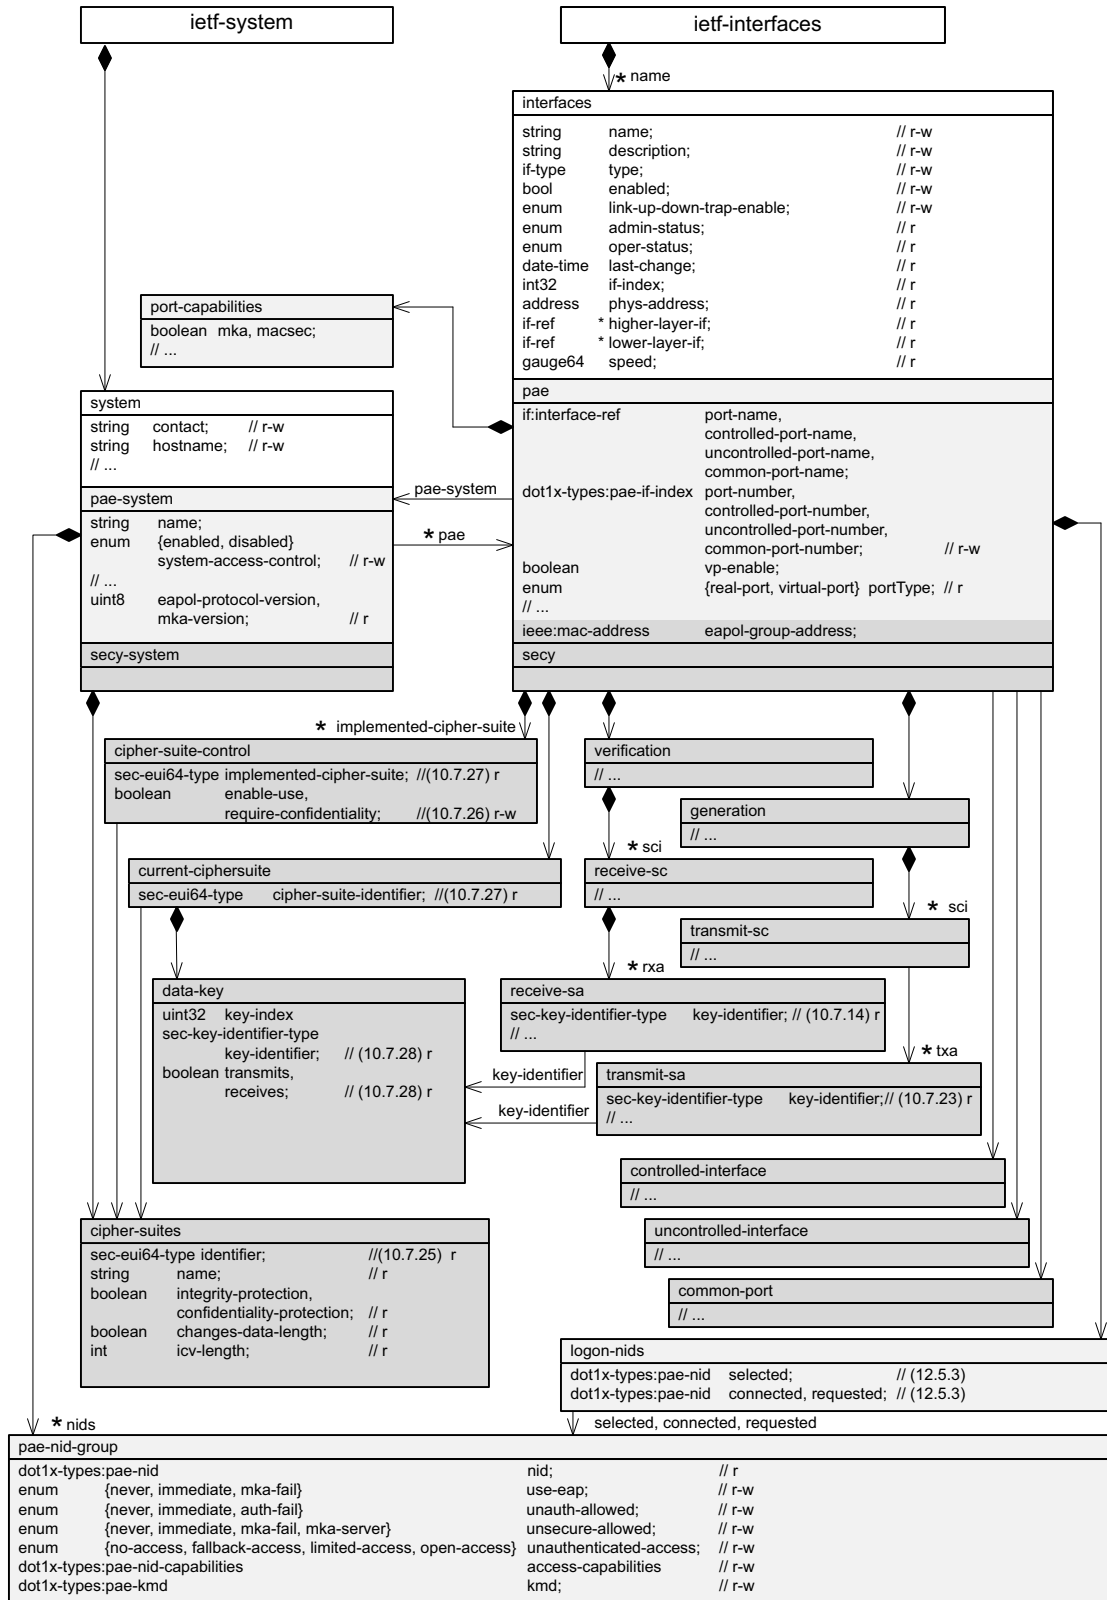 ietf-system
ietf-interfaces
* name
interfaces
string name; // r-w
string description; // r-w
if-type type; // r-w
bool enabled; // r-w
enum link-up-down-trap-enable; // r-w
enum admin-status; // r
enum oper-status; // r
date-time last-change; // r
int32 if-index; // r
address phys-address; // r
if-ref * higher-layer-if; // r
if-ref * lower-layer-if; // r
gauge64 speed; // r
port-capabilities
boolean mka, macsec;
// ...
pae
if:interface-ref port-name,
controlled-port-name,
uncontrolled-port-name,
common-port-name;
dot1x-types:pae-if-index port-number,
controlled-port-number,
uncontrolled-port-number,
common-port-number; // r-w
boolean vp-enable;
enum {real-port, virtual-port} portType; // r
// ...
ieee:mac-address eapol-group-address;
secy
system
string contact; // r-w
string hostname; // r-w
// ...
pae-system
string name;
enum {enabled, disabled}
system-access-control; // r-w
// ...
uint8 eapol-protocol-version,
mka-version; // r
secy-system
pae-system
* pae
* implemented-cipher-suite
cipher-suite-control
sec-eui64-type implemented-cipher-suite; //(10.7.27) r
boolean enable-use,
require-confidentiality; //(10.7.26) r-w
verification
// ...
generation
// ...
* sci
current-ciphersuite
sec-eui64-type cipher-suite-identifier; //(10.7.27) r
receive-sc
// ...
* sci
transmit-sc
// ...
* rxa
data-key
uint32 key-index
sec-key-identifier-type
key-identifier; // (10.7.28) r
boolean transmits,
receives; // (10.7.28) r
receive-sa
sec-key-identifier-type key-identifier; // (10.7.14) r
// ...
* txa
key-identifier
transmit-sa
sec-key-identifier-type key-identifier;// (10.7.23) r
// ...
key-identifier
controlled-interface
// ...
uncontrolled-interface
// ...
common-port
// ...
cipher-suites
sec-eui64-type identifier; //(10.7.25) r
string name; // r
boolean integrity-protection,
confidentiality-protection; // r
boolean changes-data-length; // r
int icv-length; // r
logon-nids
dot1x-types:pae-nid selected; // (12.5.3)
dot1x-types:pae-nid connected, requested; // (12.5.3)
* nids
selected, connected, requested
pae-nid-group
dot1x-types:pae-nid nid; // r
enum {never, immediate, mka-fail} use-eap; // r-w
enum {never, immediate, auth-fail} unauth-allowed; // r-w
enum {never, immediate, mka-fail, mka-server} unsecure-allowed; // r-w
enum {no-access, fallback-access, limited-access, open-access} unauthenticated-access; // r-w
dot1x-types:pae-nid-capabilities access-capabilities // r-w
dot1x-types:pae-kmd kmd; // r-w